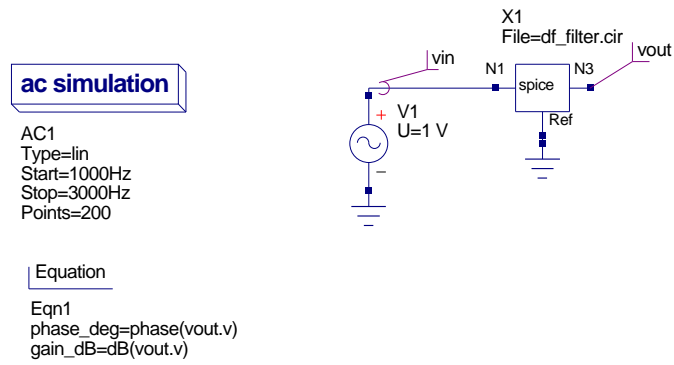 ac simulation
AC1
Type=lin
Start=1000Hz
Stop=3000Hz
Points=200
Equation
Eqn1
phase_deg=phase(vout.v)
gain_dB=dB(vout.v)
vin
V1
U=1 V
X1
File=df_filter.cir
vout
N1
spice
N3
Ref